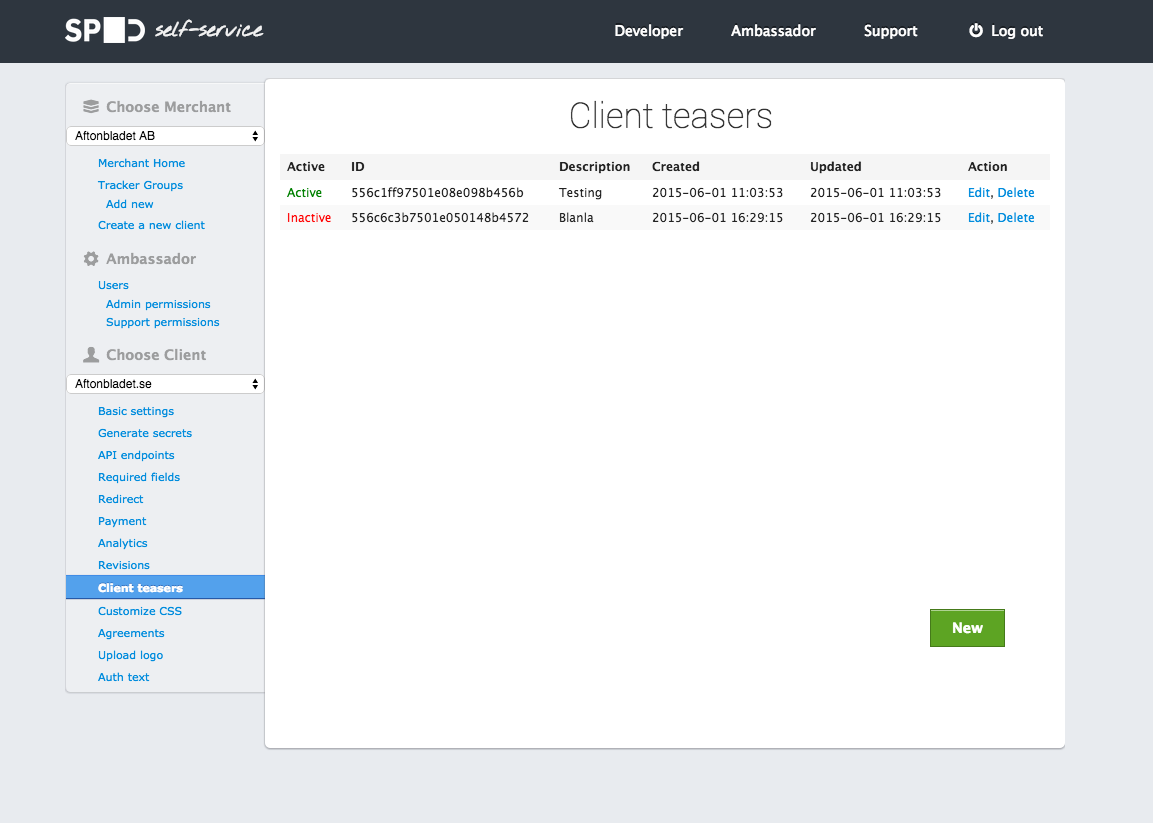 SPiD self-service
Developer Ambassador Support Log out
Choose Merchant
Aftonbladet AB
Merchant Home
Tracker Groups
Add new
Create a new client
Ambassador
Users
Admin permissions
Support permissions
Choose Client
Aftonbladet.se
Basic settings
Generate secrets
API endpoints
Required fields
Redirect
Payment
Analytics
Revisions
Client teasers
Customize CSS
Agreements
Upload logo
Auth text
Client teasers
Active ID Description Created Updated Action
Active 556c1ff97501e08e098b456b Testing 2015-06-01 11:03:53 2015-06-01 11:03:53 Edit, Delete
Inactive 556c6c3b7501e050148b4572 Blanla 2015-06-01 16:29:15 2015-06-01 16:29:15 Edit, Delete
New